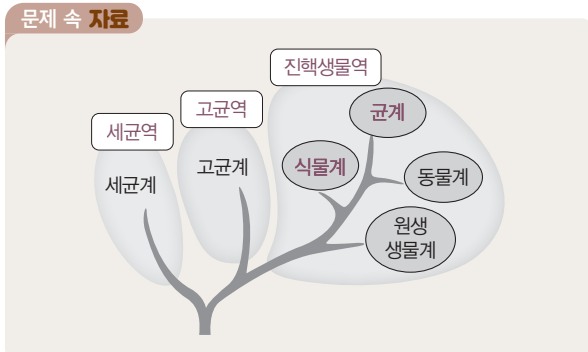 문제 속 자료
진핵생물역
고균역
세균역
균계
식물계
고균계
세균계
동물계
원생
생물계